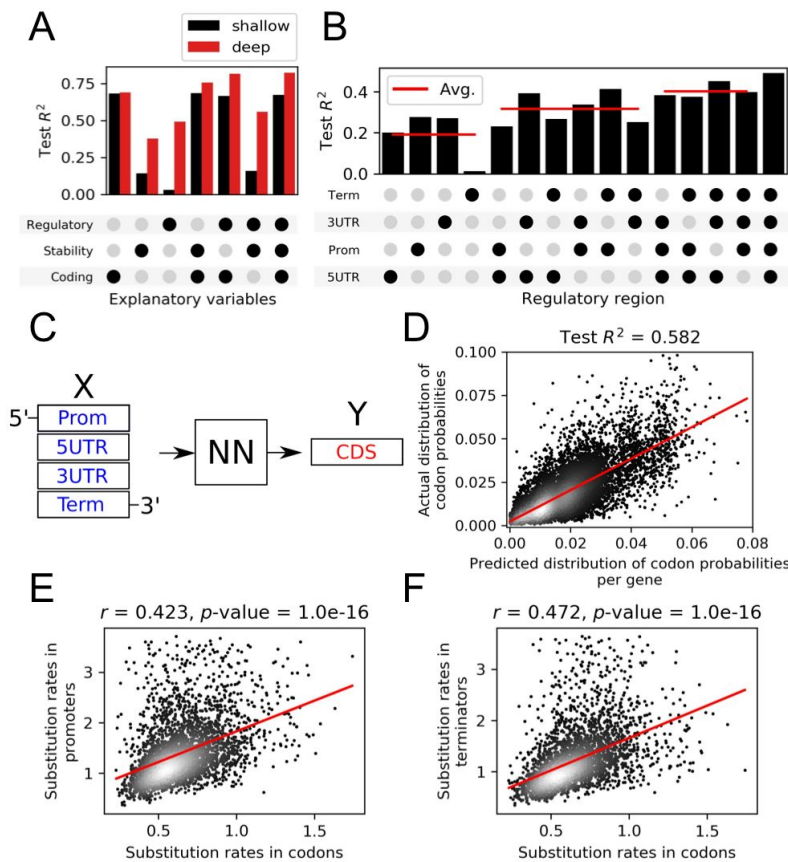 A
shallow
deep
Test R²
0.75
0.50
0.25
0.00
Regulatory
Stability
Coding
Explanatory variables
B
Avg.
Test R²
0.4
0.2
0.0
Term
3UTR
Prom
5UTR
Regulatory region
C
X
5'
Prom
5UTR
3UTR
Term
3'
NN
Y
CDS
D
Test R² = 0.582
Actual distribution of
codon probabilities
0.100
0.075
0.050
0.025
0.000
0.00 0.02 0.04 0.06 0.08
Predicted distribution of codon probabilities
per gene
E
r = 0.423, p-value = 1.0e-16
Substitution rates in
promoters
3
2
1
0.5 1.0 1.5
Substitution rates in codons
F
r = 0.472, p-value = 1.0e-16
Substitution rates in
terminators
3
2
1
0.5 1.0 1.5
Substitution rates in codons